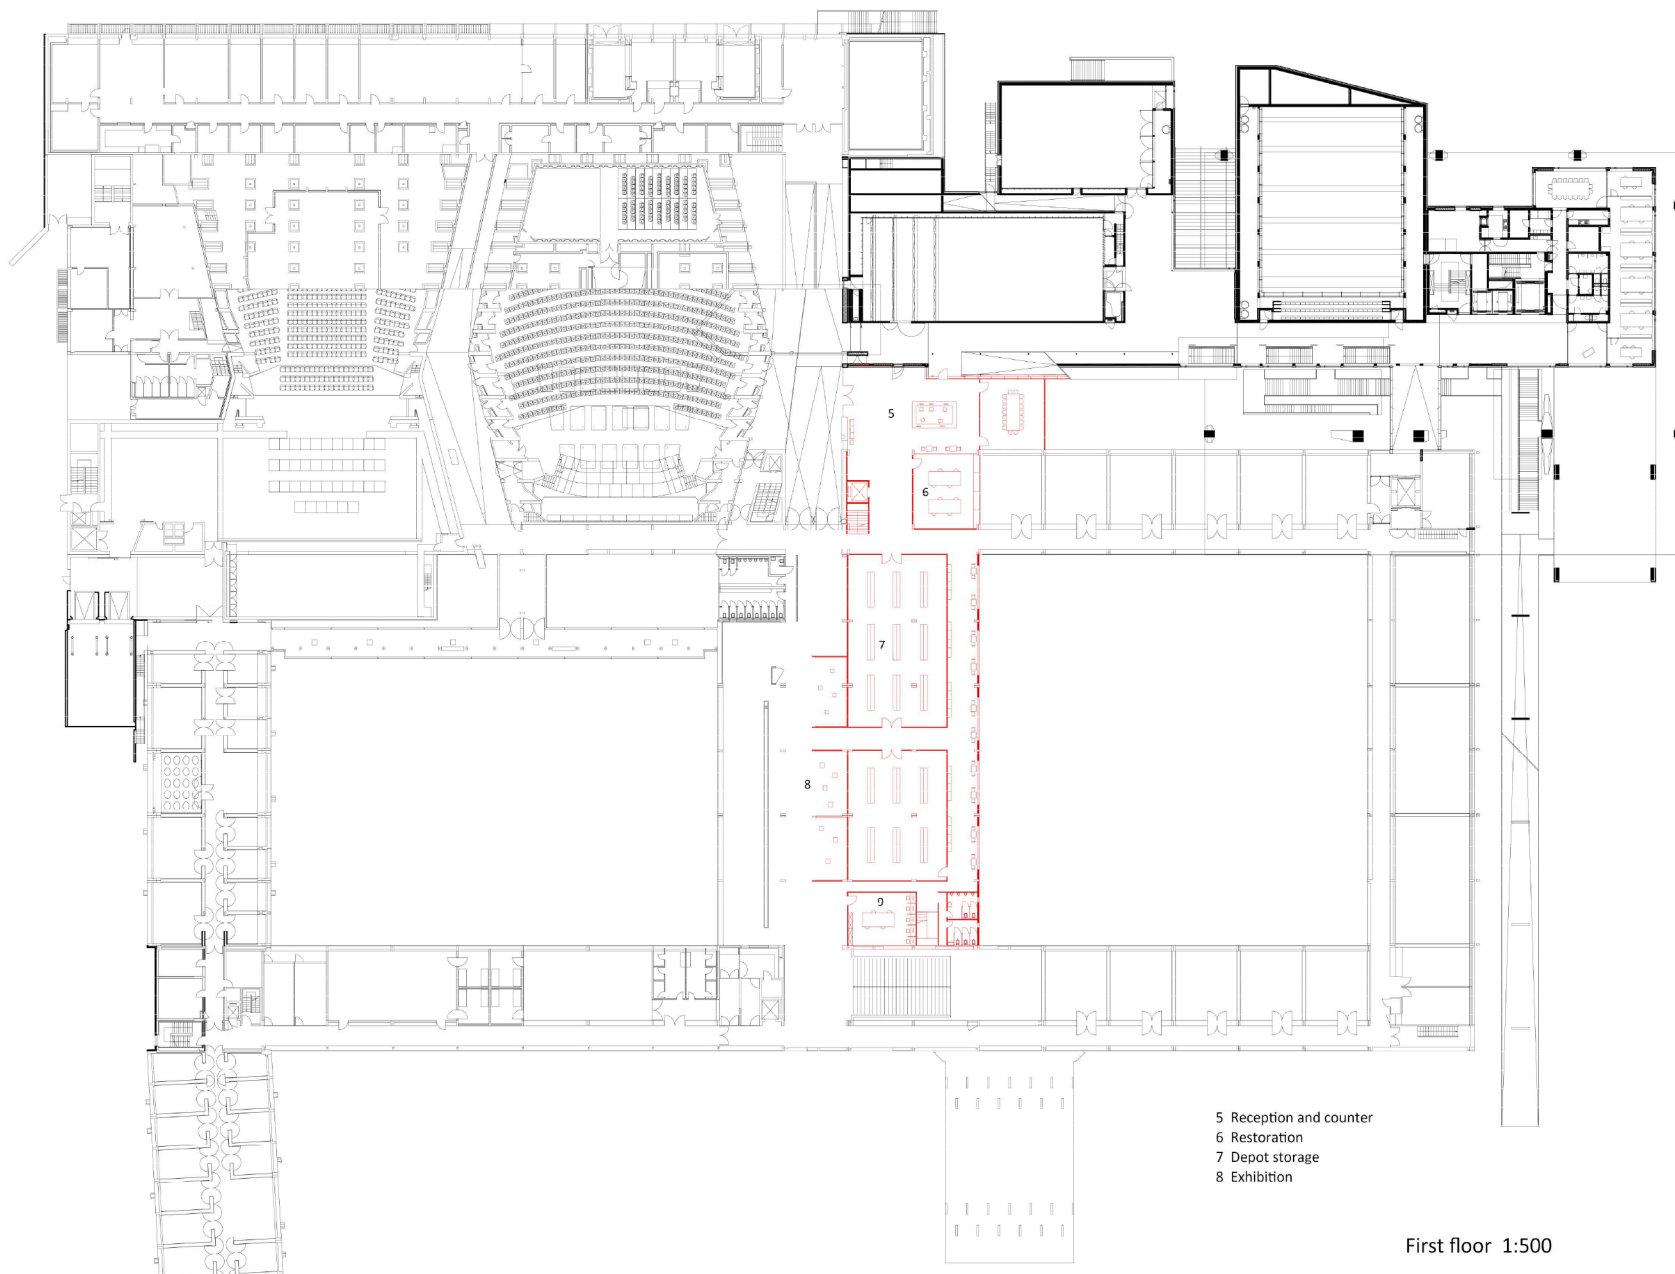 5
6
7
8
9
5 Reception and counter
6 Restoration
7 Depot storage
8 Exhibition
First floor 1:500